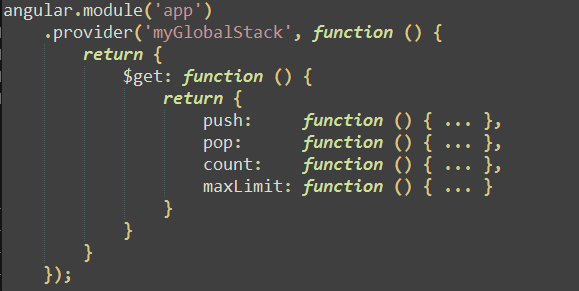 angular.module('app')
    .provider('myGlobalStack', function () {
        return {
            $get: function () {
                return {
                    push:     function () { ... },
                    pop:      function () { ... },
                    count:    function () { ... },
                    maxLimit: function () { ... }
                }
            }
        }
    });